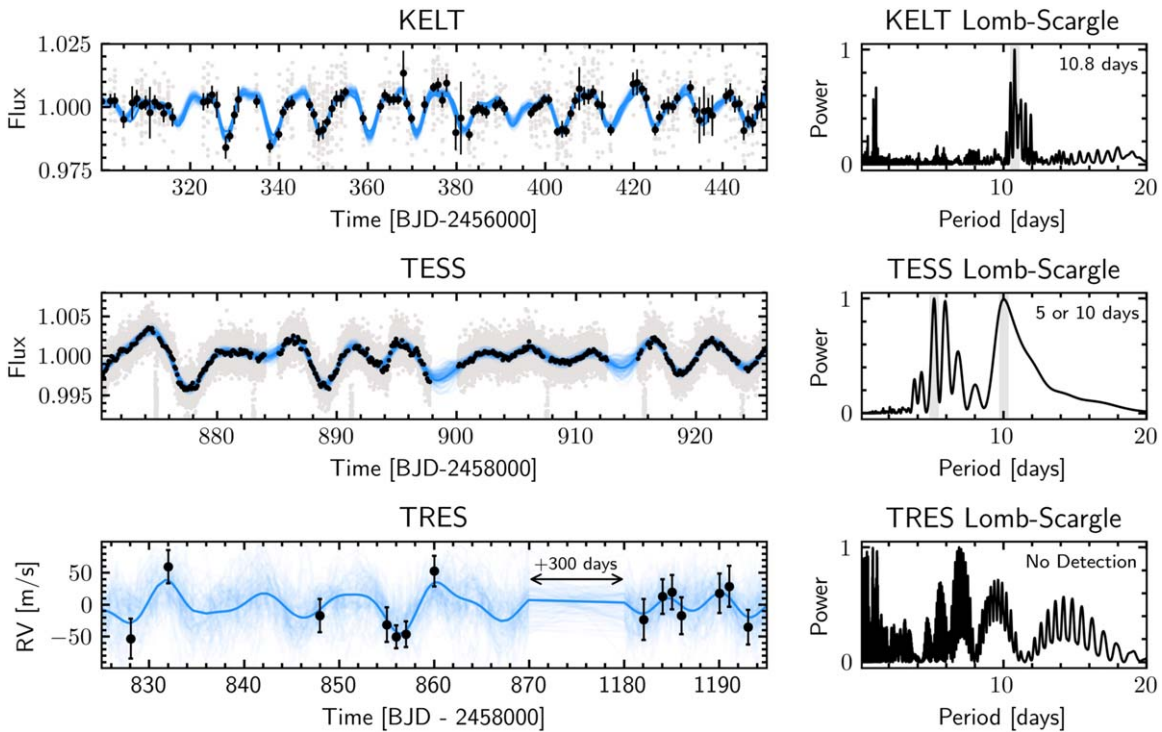 KELT
KELT Lomb-Scargle
1.025
1.000
0.975
Flux
320 340 360 380 400 420 440
Time [BJD-2456000]
1
0
Power
10.8 days
10 20
Period [days]
TESS
TESS Lomb-Scargle
1.005
1.000
0.995
Flux
880 890 900 910 920
Time [BJD-2458000]
1
0
Power
5 or 10 days
10 20
Period [days]
TRES
TRES Lomb-Scargle
50
0
−50
RV [m/s]
+300 days
830 840 850 860 870 1180 1190
Time [BJD - 2458000]
1
0
Power
No Detection
10 20
Period [days]